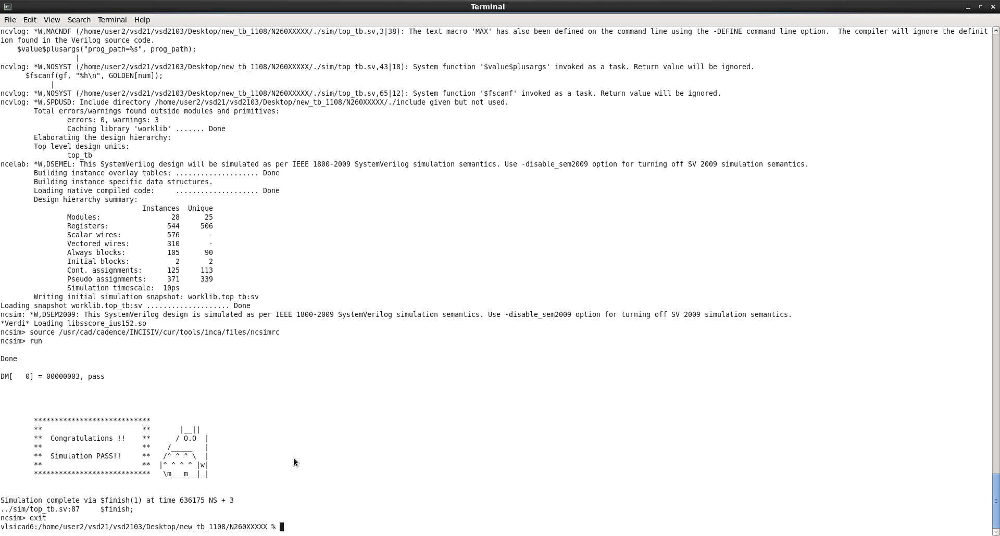 Terminal
File Edit View Search Terminal Help
ncvlog: *W,MACNDF (/home/user2/vsd21/vsd2103/Desktop/new_tb_1108/N260XXXXX/./sim/top_tb.sv,3|38): The text macro 'MAX' has also been defined on the command line using the -DEFINE command line option.  The compiler will ignore the definit
ion found in the Verilog source code.
    $value$plusargs("prog_path=%s", prog_path);
                  |
ncvlog: *W,NOSYST (/home/user2/vsd21/vsd2103/Desktop/new_tb_1108/N260XXXXX/./sim/top_tb.sv,43|18): System function '$value$plusargs' invoked as a task. Return value will be ignored.
      $fscanf(gf, "%h\n", GOLDEN[num]);
            |
ncvlog: *W,NOSYST (/home/user2/vsd21/vsd2103/Desktop/new_tb_1108/N260XXXXX/./sim/top_tb.sv,65|12): System function '$fscanf' invoked as a task. Return value will be ignored.
ncvlog: *W,SPDUSD: Include directory /home/user2/vsd21/vsd2103/Desktop/new_tb_1108/N260XXXXX/./include given but not used.
        Total errors/warnings found outside modules and primitives:
                errors: 0, warnings: 3
                Caching library 'worklib' ....... Done
        Elaborating the design hierarchy:
        Top level design units:
                top_tb
ncelab: *W,DSEMEL: This SystemVerilog design will be simulated as per IEEE 1800-2009 SystemVerilog simulation semantics. Use -disable_sem2009 option for turning off SV 2009 simulation semantics.
        Building instance overlay tables: .................... Done
        Building instance specific data structures.
        Loading native compiled code:     .................... Done
        Design hierarchy summary:
                                  Instances  Unique
                Modules:                 28      25
                Registers:              544     506
                Scalar wires:           576       -
                Vectored wires:         310       -
                Always blocks:          105      90
                Initial blocks:           2       2
                Cont. assignments:      125     113
                Pseudo assignments:     371     339
                Simulation timescale:  10ps
        Writing initial simulation snapshot: worklib.top_tb:sv
Loading snapshot worklib.top_tb:sv .................... Done
ncsim: *W,DSEM2009: This SystemVerilog design is simulated as per IEEE 1800-2009 SystemVerilog simulation semantics. Use -disable_sem2009 option for turning off SV 2009 simulation semantics.
*Verdi* Loading libsscore_ius152.so
ncsim> source /usr/cad/cadence/INCISIV/cur/tools/inca/files/ncsimrc
ncsim> run
Done
DM[   0] = 00000003, pass
        ****************************
        **                        **       |__||
        **  Congratulations !!    **      / O.O  |
        **                        **    /_____   |
        **  Simulation PASS!!     **   /^ ^ ^ \  |
        **                        **  |^ ^ ^ ^ |w|
        ****************************   \m___m__|_|
Simulation complete via $finish(1) at time 636175 NS + 3
../sim/top_tb.sv:87     $finish;
ncsim> exit
vlsicad6:/home/user2/vsd21/vsd2103/Desktop/new_tb_1108/N260XXXXX %